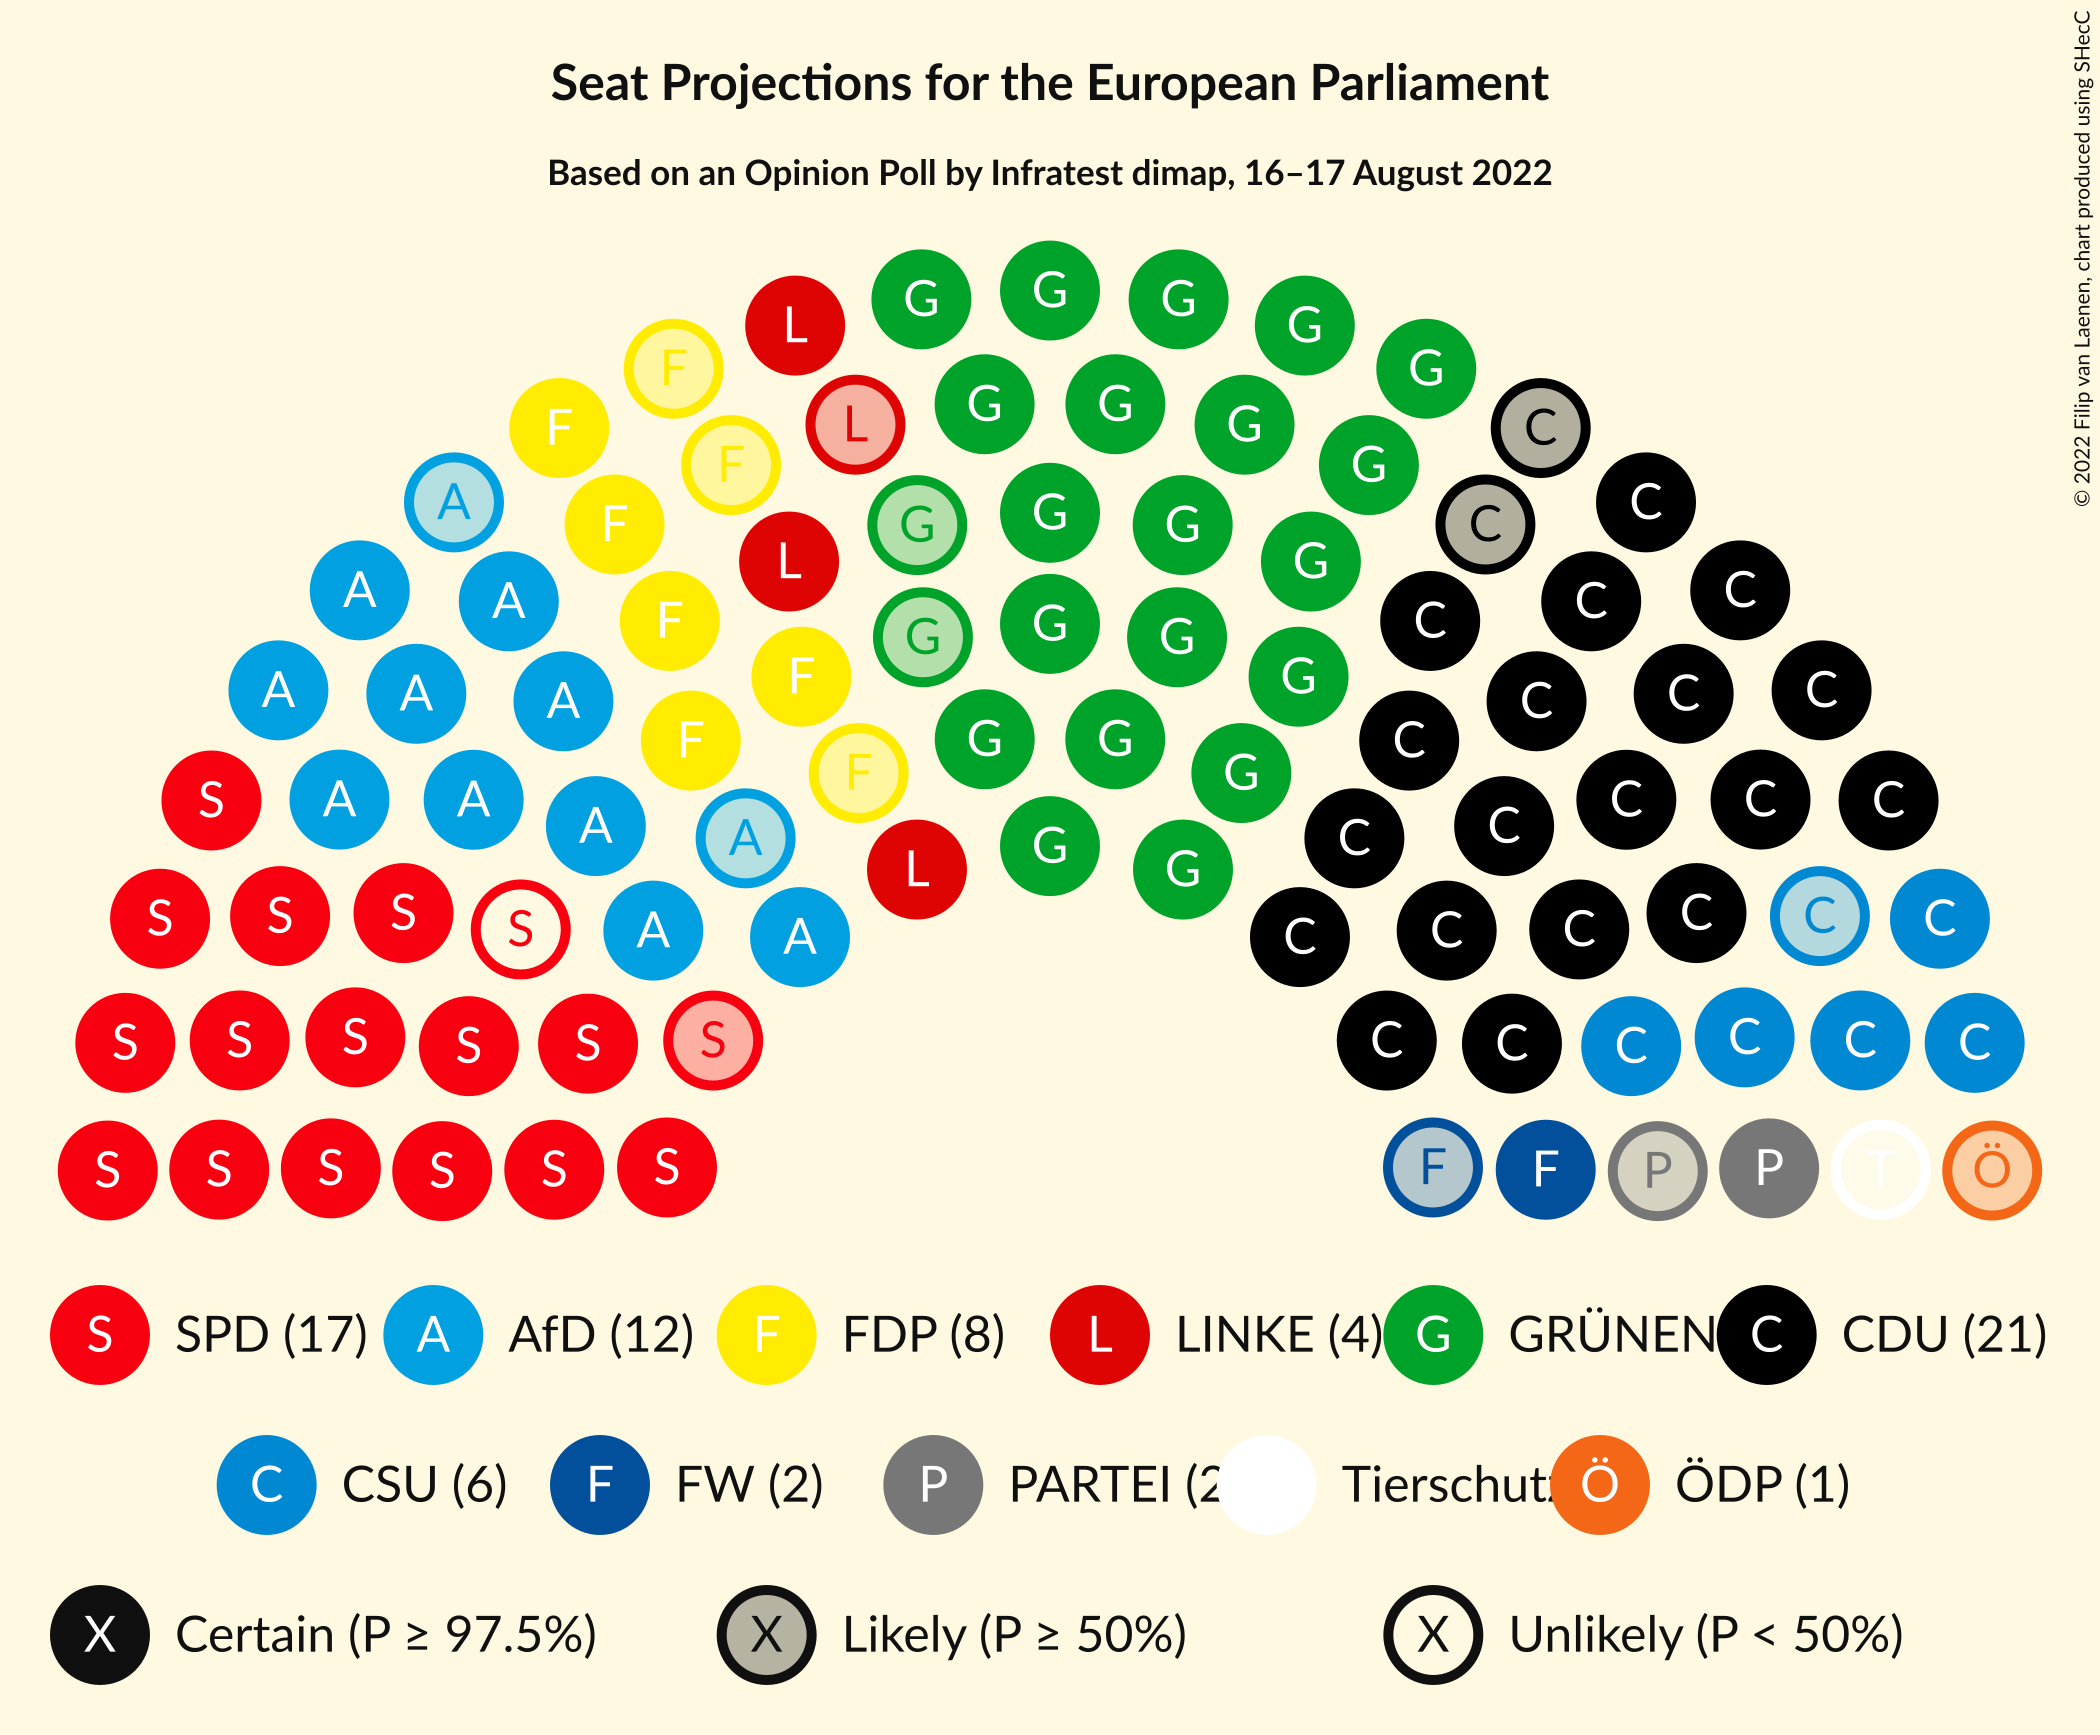 Seat Projections for the European Parliament
Based on an Opinion Poll by Infratest dimap, 16–17 August 2022
© 2022 Filip van Laenen, chart produced using SHecC
L G G G G
F G
F L G G G C
F G
A F G G G C C
A A L G C C
F G G G C
A A A F G C C C
F G G C
S A A F G C C C
A A G C C
L G
S S S S A A C C C C C C
S S S S S S C C C C C C
S S S S S S F F P P T Ö
S SPD (17) A AfD (12) F FDP (8) L LINKE (4) G GRÜNEN C CDU (21)
C CSU (6) F FW (2) P PARTEI (2 Tierschutz Ö ÖDP (1)
X Certain (P ≥ 97.5%) X Likely (P ≥ 50%) X Unlikely (P < 50%)